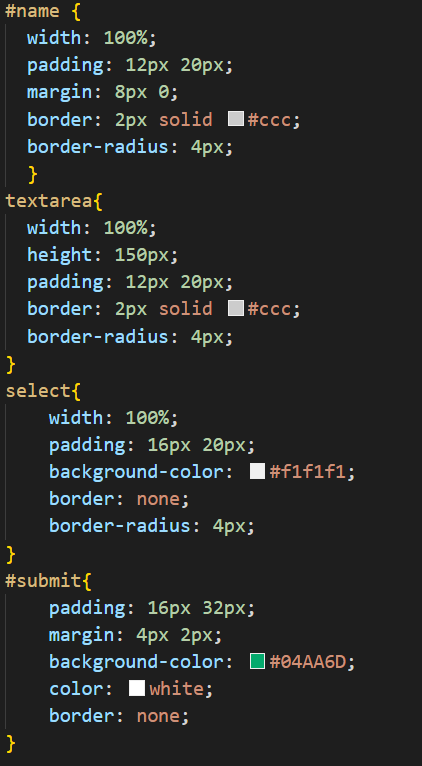 #name {
  width: 100%;
  padding: 12px 20px;
  margin: 8px 0;
  border: 2px solid #ccc;
  border-radius: 4px;
  }
textarea{
  width: 100%;
  height: 150px;
  padding: 12px 20px;
  border: 2px solid #ccc;
  border-radius: 4px;
}
select{
    width: 100%;
    padding: 16px 20px;
    background-color: #f1f1f1;
    border: none;
    border-radius: 4px;
}
#submit{
    padding: 16px 32px;
    margin: 4px 2px;
    background-color: #04AA6D;
    color: white;
    border: none;
}